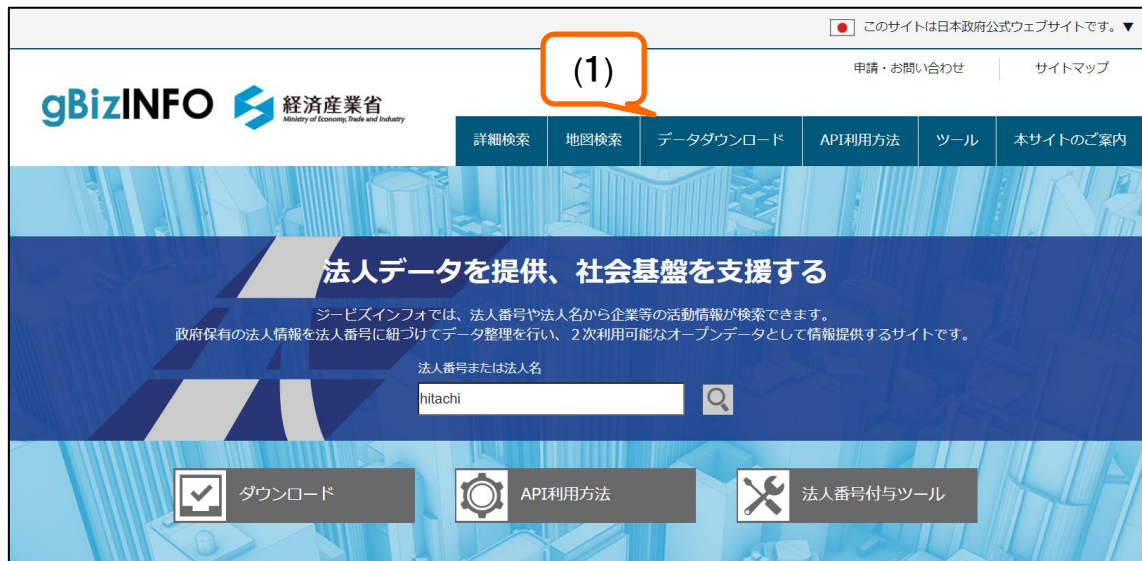 このサイトは日本政府公式ウェブサイトです。▼
(1)
申請・お問い合わせ
サイトマップ
gBizINFO
経済産業省
Ministry of Economy, Trade and Industry
詳細検索
地図検索
データダウンロード
API利用方法
ツール
本サイトのご案内
法人データを提供、社会基盤を支援する
ジービズインフォでは、法人番号や法人名から企業等の活動情報が検索できます。
政府保有の法人情報を法人番号に紐づけてデータ整理を行い、２次利用可能なオープンデータとして情報提供するサイトです。
法人番号または法人名
hitachi
ダウンロード
API利用方法
法人番号付与ツール